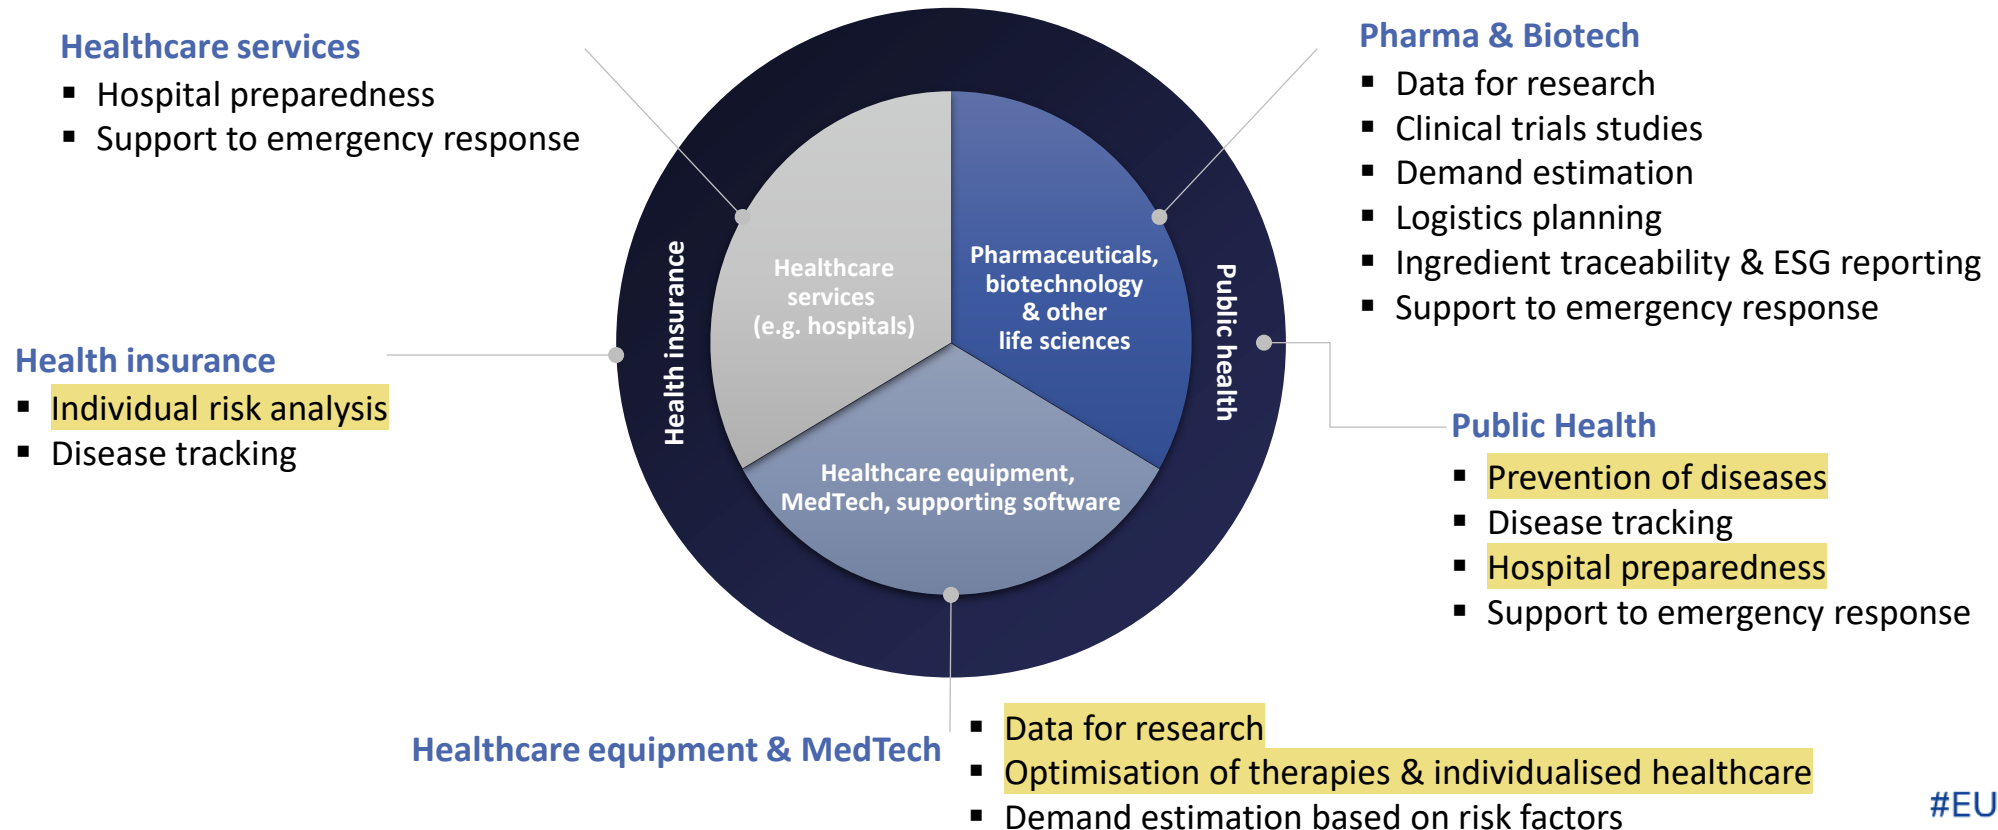 Healthcare services
▪ Hospital preparedness
▪ Support to emergency response
Pharma & Biotech
▪ Data for research
▪ Clinical trials studies
▪ Demand estimation
▪ Logistics planning
▪ Ingredient traceability & ESG reporting
▪ Support to emergency response
Health insurance
Healthcare
services
(e.g. hospitals)
Pharmaceuticals,
biotechnology
& other
life sciences
Public health
Healthcare equipment,
MedTech, supporting software
Health insurance
▪ Individual risk analysis
▪ Disease tracking
Public Health
▪ Prevention of diseases
▪ Disease tracking
▪ Hospital preparedness
▪ Support to emergency response
Healthcare equipment & MedTech
▪ Data for research
▪ Optimisation of therapies & individualised healthcare
▪ Demand estimation based on risk factors
#EU